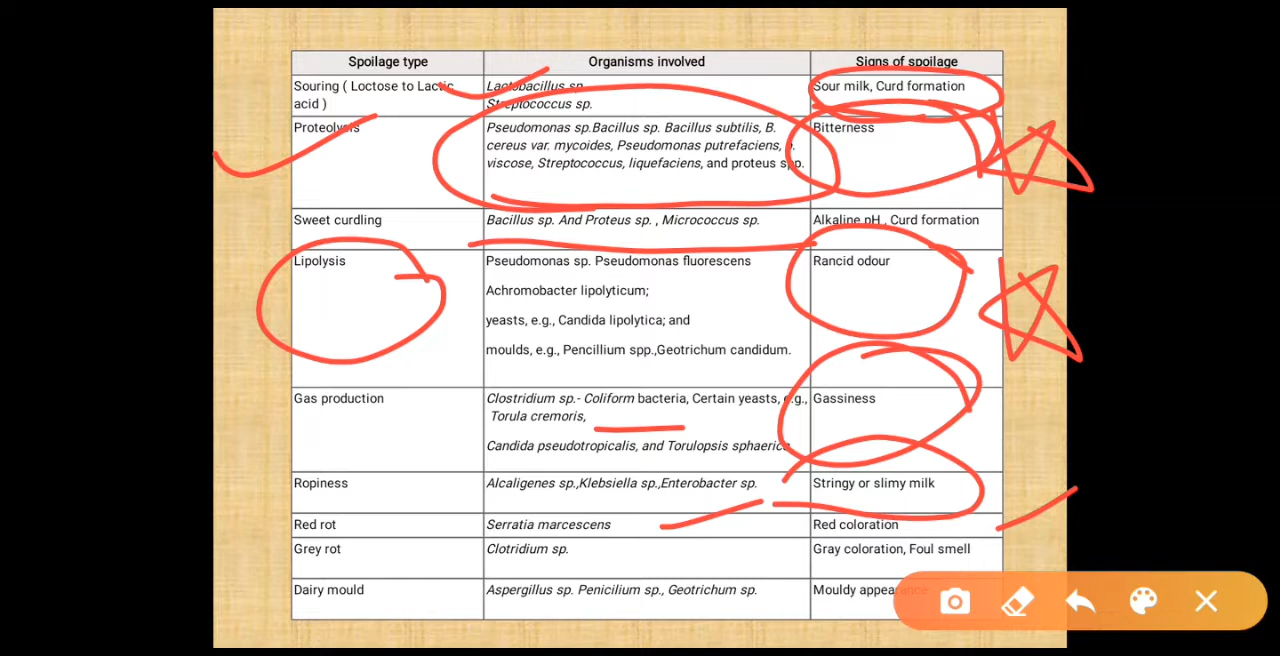 Spoilage type Organisms involved Signs of spoilage
Souring ( Loctose to Lactic acid ) Lactobacillus sp Sour milk, Curd formation
Streptococcus sp.
Proteolysis Pseudomonas sp.Bacillus sp. Bacillus subtilis, B. Bitterness
cereus var. mycoides, Pseudomonas putrefaciens,
viscose, Streptococcus, liquefaciens, and proteus spp.
Sweet curdling Bacillus sp. And Proteus sp. , Micrococcus sp. Alkaline pH , Curd formation
Lipolysis Pseudomonas sp. Pseudomonas fluorescens Rancid odour
Achromobacter lipolyticum;
yeasts, e.g., Candida lipolytica; and
moulds, e.g., Pencillium spp.,Geotrichum candidum.
Gas production Clostridium sp.- Coliform bacteria, Certain yeasts, e.g., Gassiness
Torula cremoris,
Candida pseudotropicalis, and Torulopsis sphaerica
Ropiness Alcaligenes sp.,Klebsiella sp.,Enterobacter sp. Stringy or slimy milk
Red rot Serratia marcescens Red coloration
Grey rot Clotridium sp. Gray coloration, Foul smell
Dairy mould Aspergillus sp. Penicilium sp., Geotrichum sp. Mouldy appearance